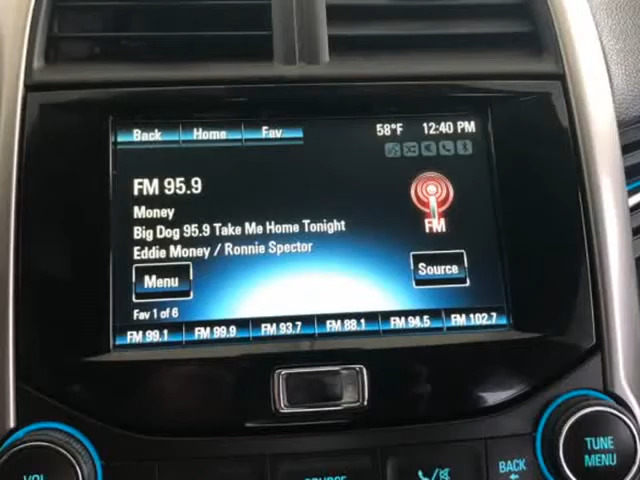 Back Home Fav 58°F 12:40 PM
FM 95.9
Money
Big Dog 95.9 Take Me Home Tonight
Eddie Money / Ronnie Spector
FM
Menu Source
Fav 1 of 6
FM 99.1 FM 99.9 FM 93.7 FM 88.1 FM 94.5 FM 102.7
VOL
SOURCE
BACK
TUNE
MENU